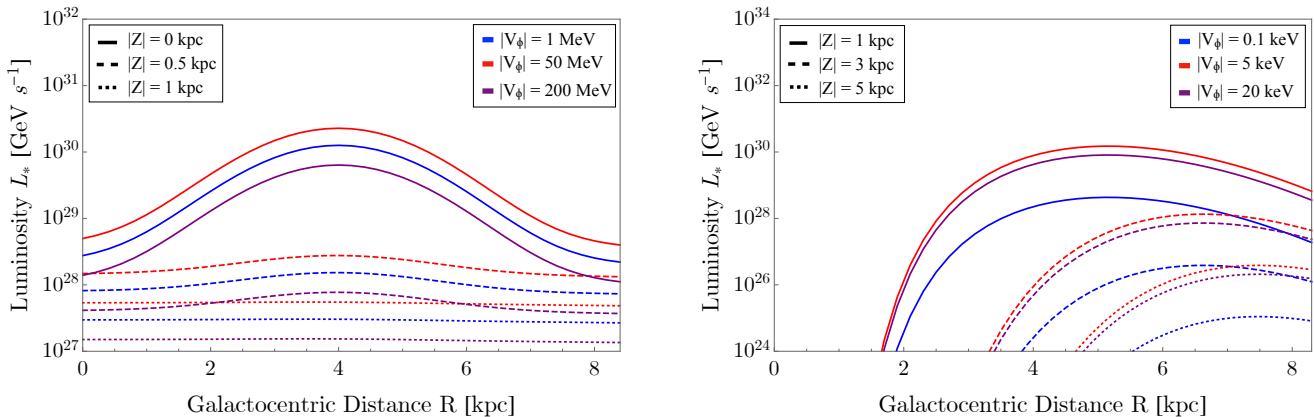 10^32
10^31
10^30
10^29
10^28
10^27
Luminosity L_* [GeV s^−1]
|Z| = 0 kpc
|Z| = 0.5 kpc
|Z| = 1 kpc
|V_ϕ| = 1 MeV
|V_ϕ| = 50 MeV
|V_ϕ| = 200 MeV
0 2 4 6 8
Galactocentric Distance R [kpc]
10^34
10^32
10^30
10^28
10^26
10^24
Luminosity L_* [GeV s^−1]
|Z| = 1 kpc
|Z| = 3 kpc
|Z| = 5 kpc
|V_ϕ| = 0.1 keV
|V_ϕ| = 5 keV
|V_ϕ| = 20 keV
0 2 4 6 8
Galactocentric Distance R [kpc]